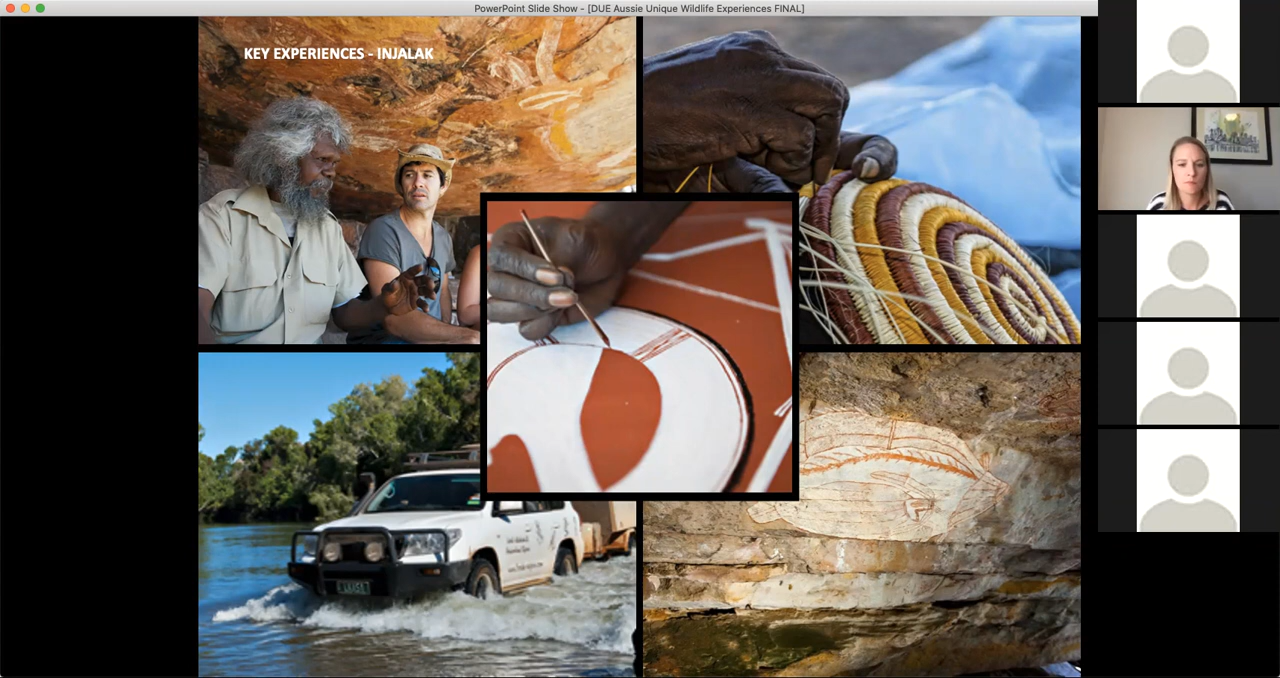 PowerPoint Slide Show - [DUE Aussie Unique Wildlife Experiences FINAL]
KEY EXPERIENCES - INJALAK